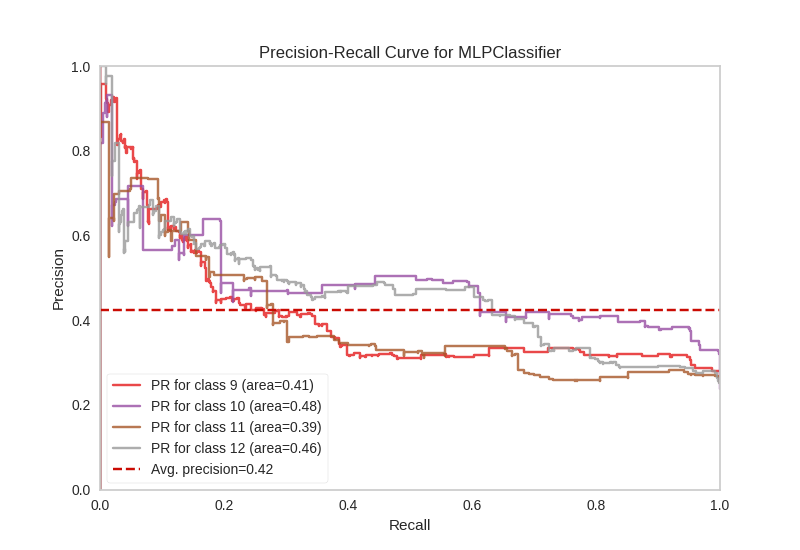 Precision-Recall Curve for MLPClassifier
1.0
0.8
0.6
0.4
0.2
0.0
Precision
PR for class 9 (area=0.41)
PR for class 10 (area=0.48)
PR for class 11 (area=0.39)
PR for class 12 (area=0.46)
Avg. precision=0.42
0.0 0.2 0.4 0.6 0.8 1.0
Recall